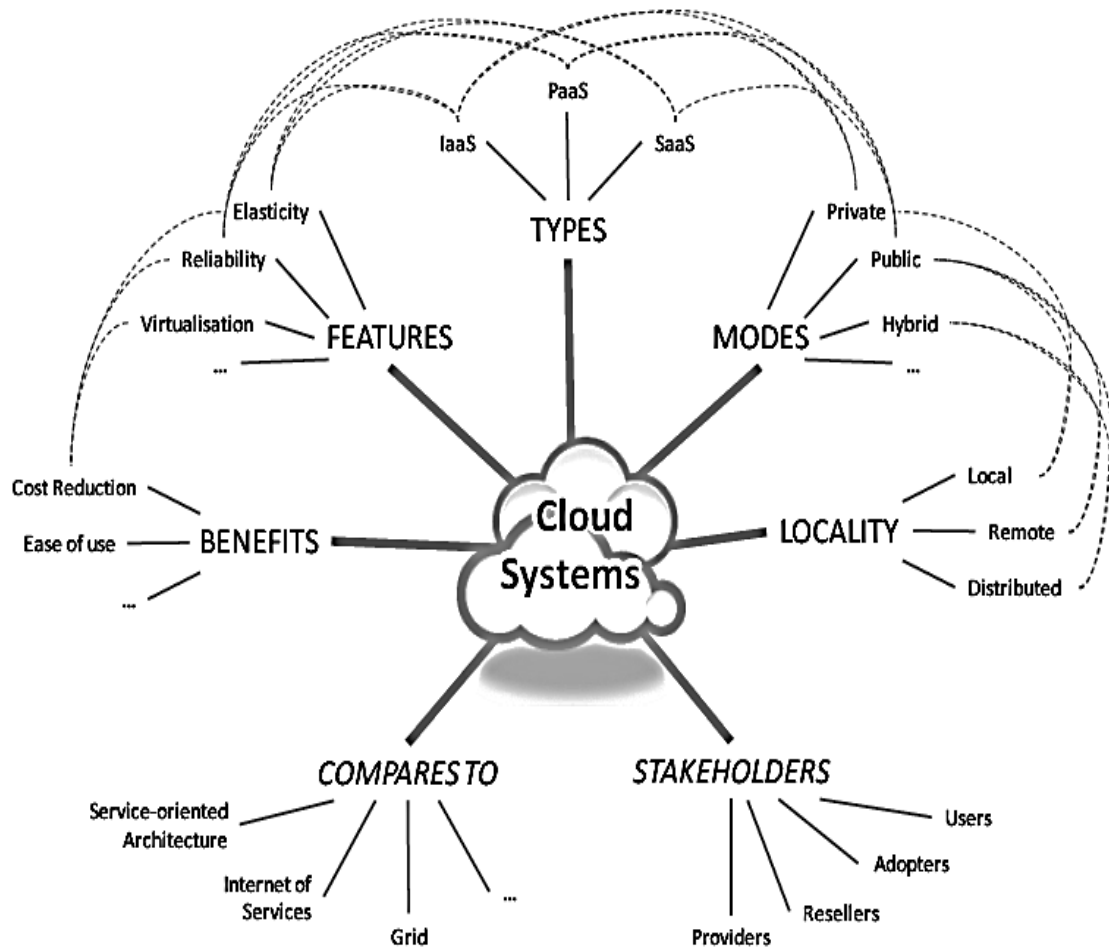 PaaS
IaaS
SaaS
TYPES
Elasticity
Reliability
Virtualisation
...
FEATURES
Private
Public
Hybrid
...
MODES
Cost Reduction
Ease of use
...
BENEFITS
Cloud
Systems
LOCALITY
Local
Remote
Distributed
COMPARES TO
Service-oriented
Architecture
Internet of
Services
Grid
...
STAKEHOLDERS
Users
Adopters
Resellers
Providers